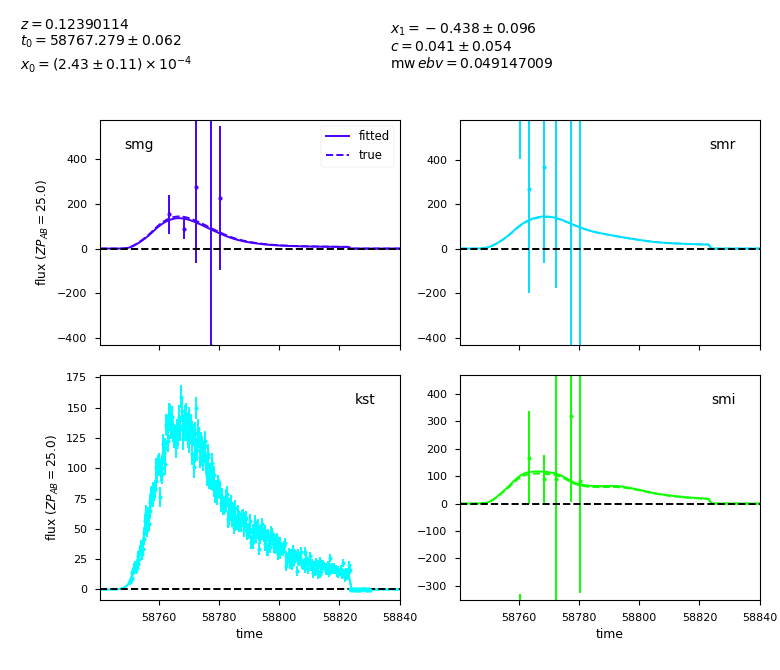 z = 0.12390114
t₀ = 58767.279 ± 0.062
x₀ = (2.43 ± 0.11) × 10⁻⁴
x₁ = −0.438 ± 0.096
c = 0.041 ± 0.054
mw ebv = 0.049147009
smg
fitted
true
flux (ZP_AB = 25.0)
400
200
0
−200
−400
smr
400
200
0
−200
−400
kst
flux (ZP_AB = 25.0)
175
150
125
100
75
50
25
0
58760 58780 58800 58820 58840
time
smi
400
300
200
100
0
−100
−200
−300
58760 58780 58800 58820 58840
time